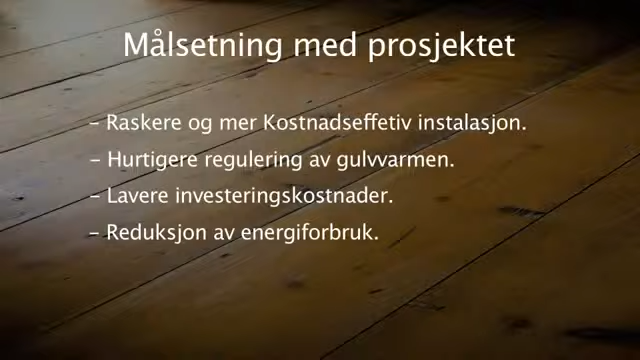 Målsetning med prosjektet
– Raskere og mer Kostnadseffetiv instalasjon.
– Hurtigere regulering av gulvvarmen.
– Lavere investeringskostnader.
– Reduksjon av energiforbruk.